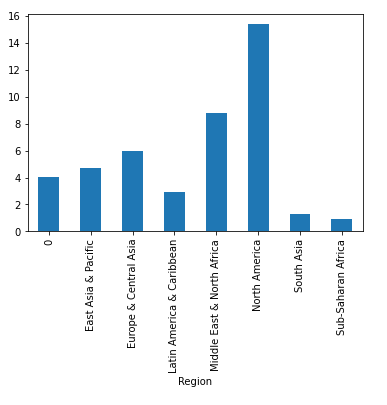 16
14
12
10
8
6
4
2
0
0
East Asia & Pacific
Europe & Central Asia
Latin America & Caribbean
Middle East & North Africa
North America
South Asia
Sub-Saharan Africa
Region